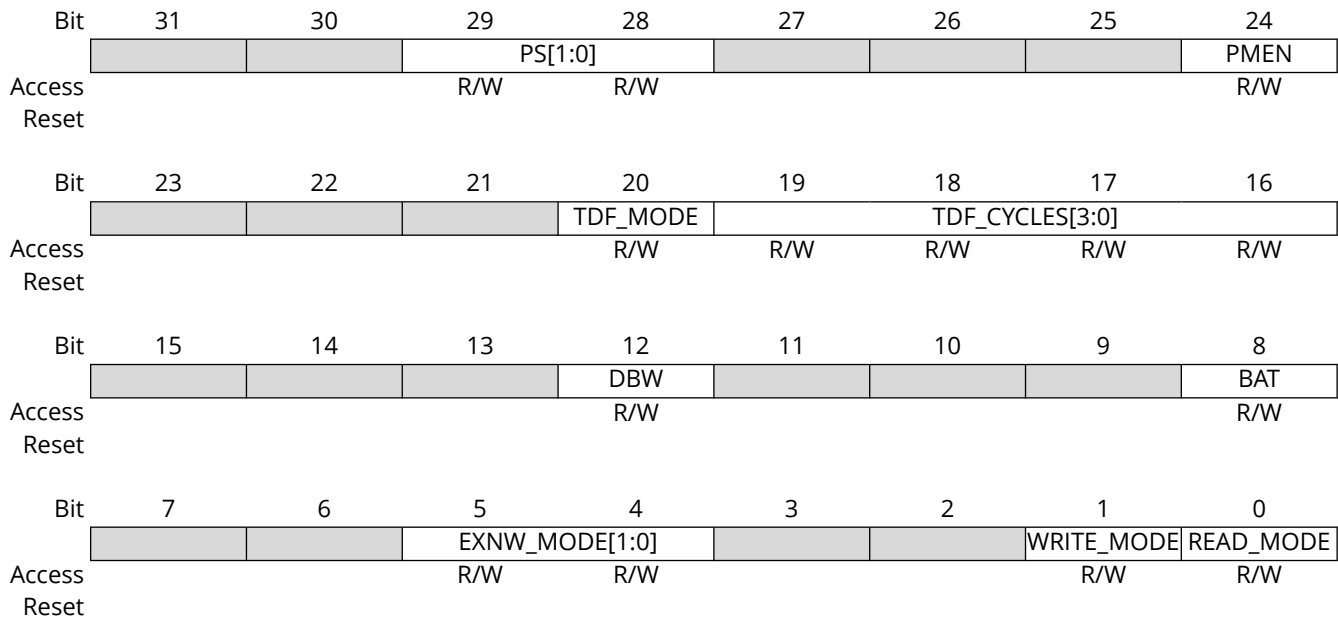 Bit 31 30 29 28 27 26 25 24
PS[1:0] PMEN
Access R/W R/W R/W
Reset
Bit 23 22 21 20 19 18 17 16
TDF_MODE TDF_CYCLES[3:0]
Access R/W R/W R/W R/W R/W
Reset
Bit 15 14 13 12 11 10 9 8
DBW BAT
Access R/W R/W
Reset
Bit 7 6 5 4 3 2 1 0
EXNW_MODE[1:0] WRITE_MODE READ_MODE
Access R/W R/W R/W R/W
Reset